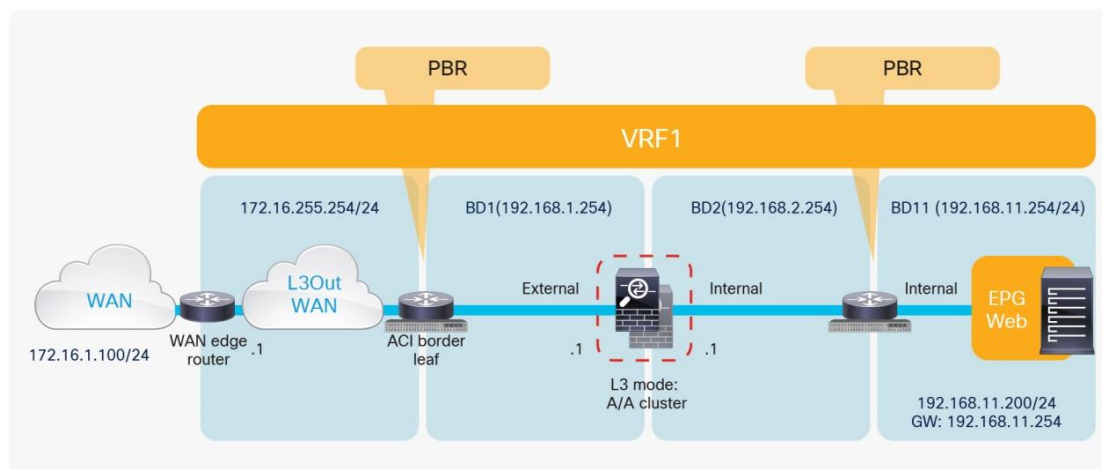 PBR
PBR
VRF1
172.16.255.254/24
BD1(192.168.1.254)
BD2(192.168.2.254)
BD11 (192.168.11.254/24)
WAN
L3Out
WAN
External
Internal
Internal
EPG
Web
172.16.1.100/24
WAN edge
router
.1
ACI border
leaf
.1
.1
L3 mode:
A/A cluster
192.168.11.200/24
GW: 192.168.11.254